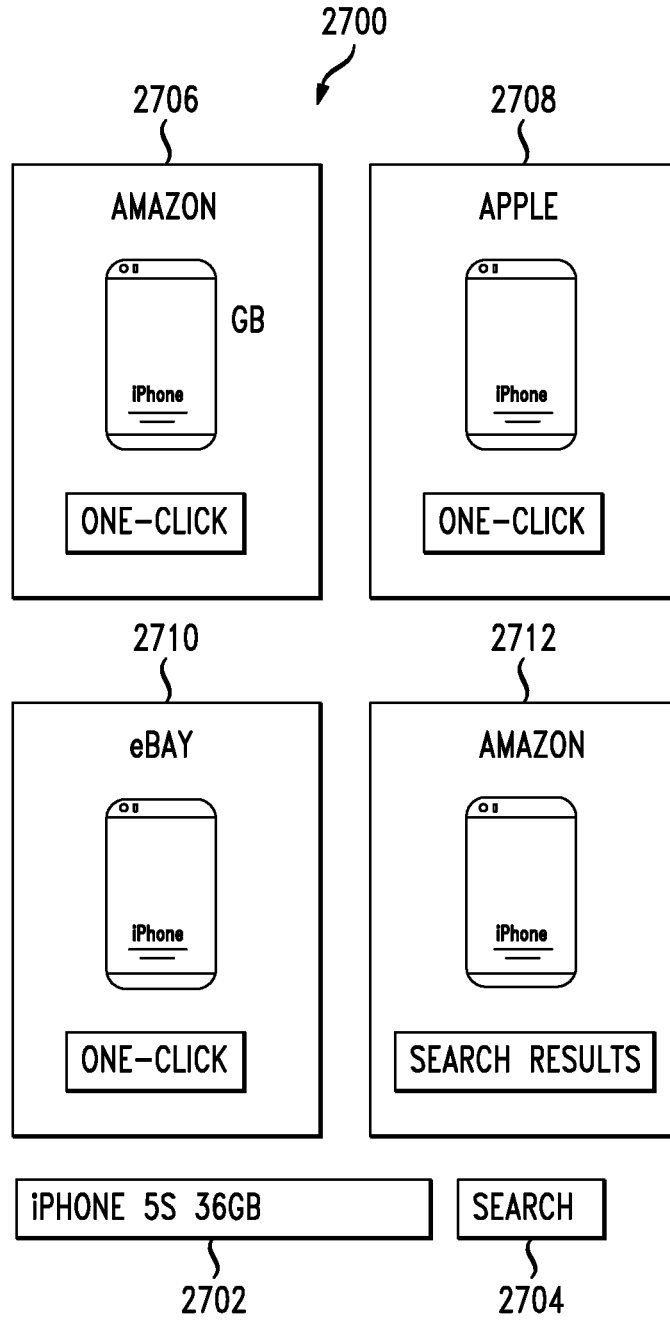 2700
2706
2708
AMAZON
APPLE
GB
iPhone
iPhone
ONE-CLICK
ONE-CLICK
2710
2712
eBAY
AMAZON
iPhone
iPhone
ONE-CLICK
SEARCH RESULTS
iPHONE 5S 36GB
SEARCH
2702
2704